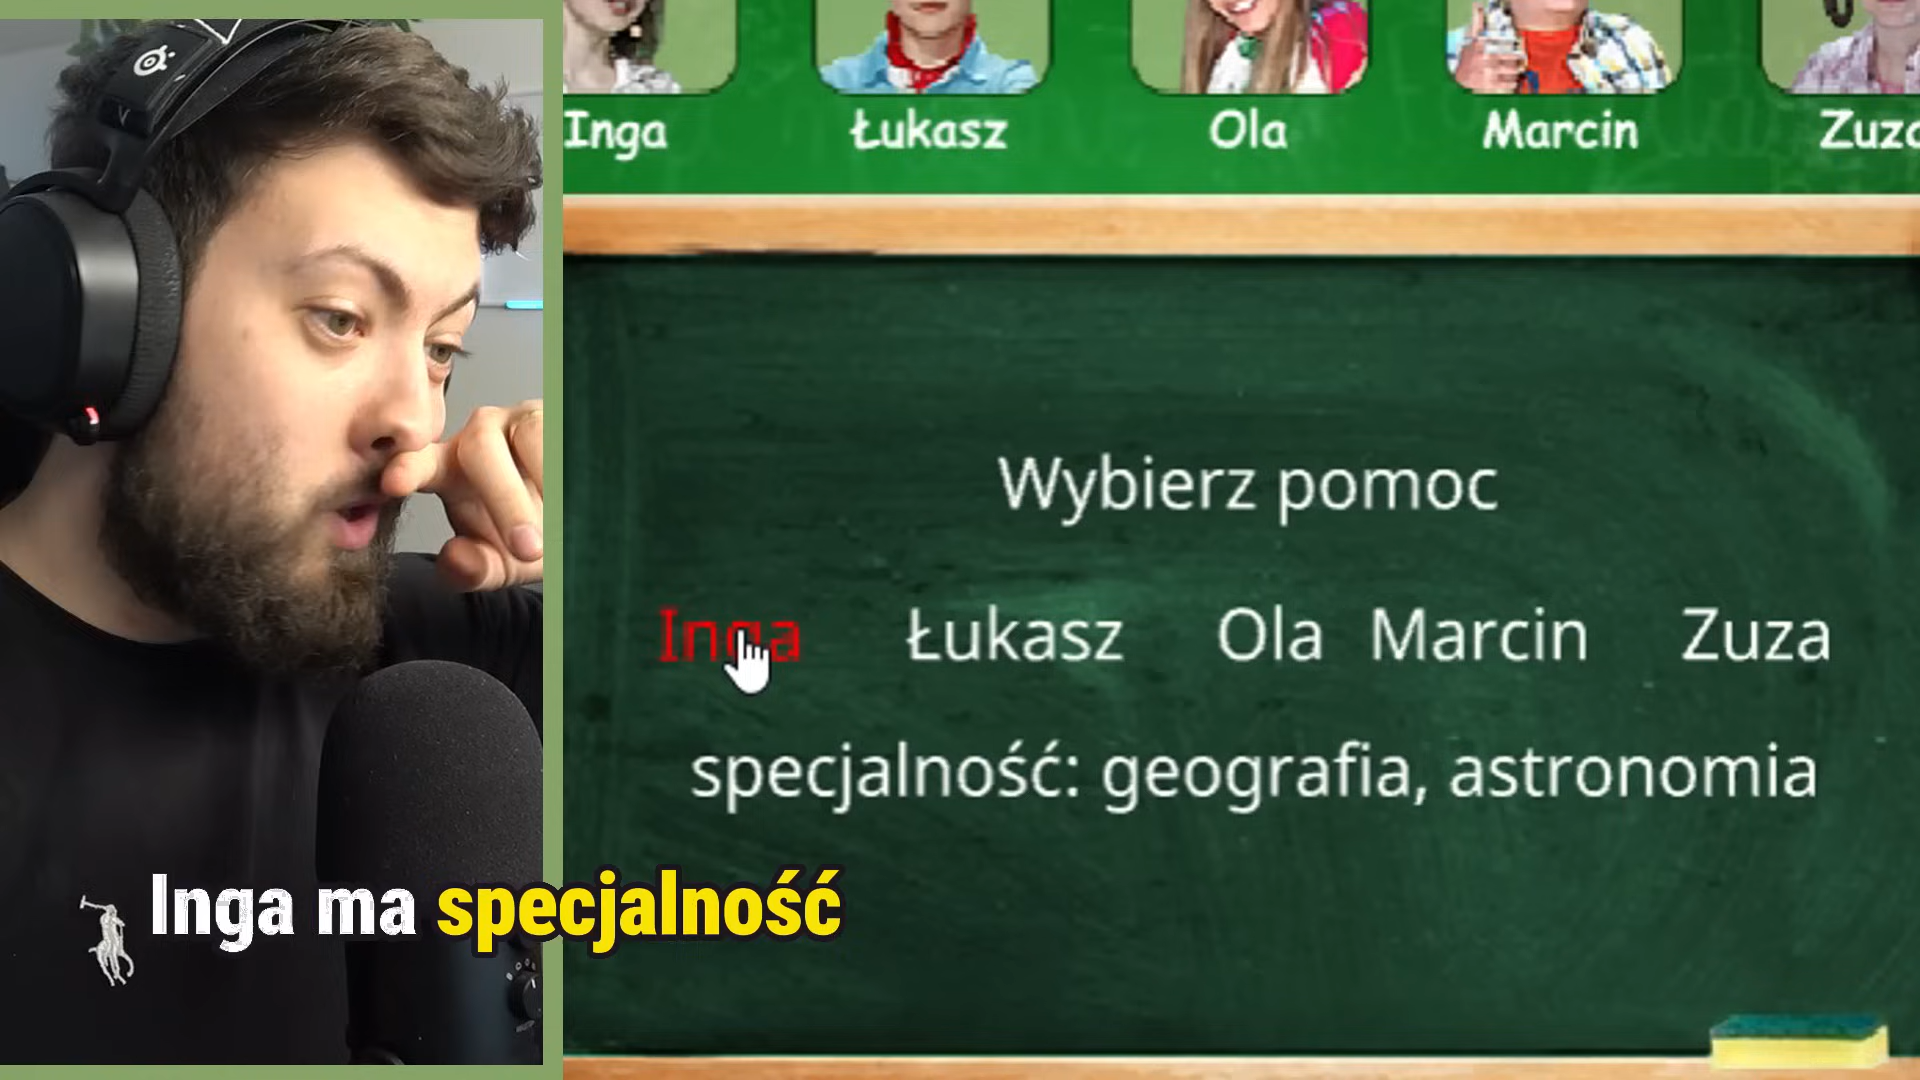 Inga Łukasz Ola Marcin
Wybierz pomoc
Inga Łukasz Ola Marcin Zuza
specjalność: geografia, astronomia
Inga ma specjalność